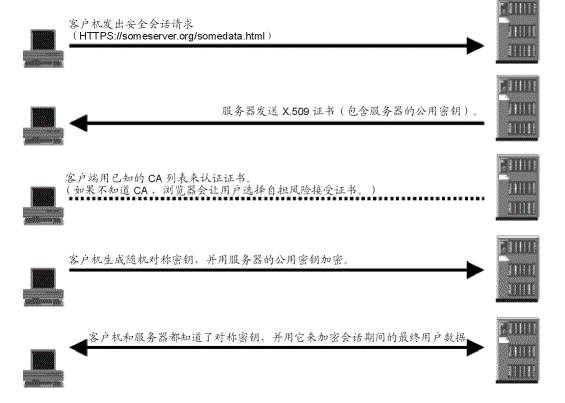 客户机发出安全会话请求
（HTTPS://someserver.org/somedata.html）
服务器发送 X.509 证书（包含服务器的公用密钥）。
客户端用已知的 CA 列表来认证证书。
（如果不知道 CA ，浏览器会让用户选择自担风险接受证书。）
客户机生成随机对称密钥，并用服务器的公用密钥加密。
客户机和服务器都知道了对称密钥，并用它来加密会话期间的最终用户数据